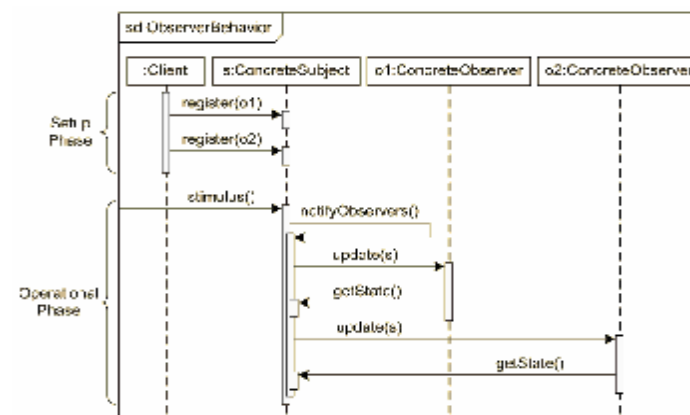 sd ObserverBehavior
:Client
s:ConcreteSubject
o1:ConcreteObserver
o2:ConcreteObserver
Setup
Phase
register(o1)
register(o2)
stimulus()
notifyObservers()
update(s)
getState()
Operational
Phase
update(s)
getState()